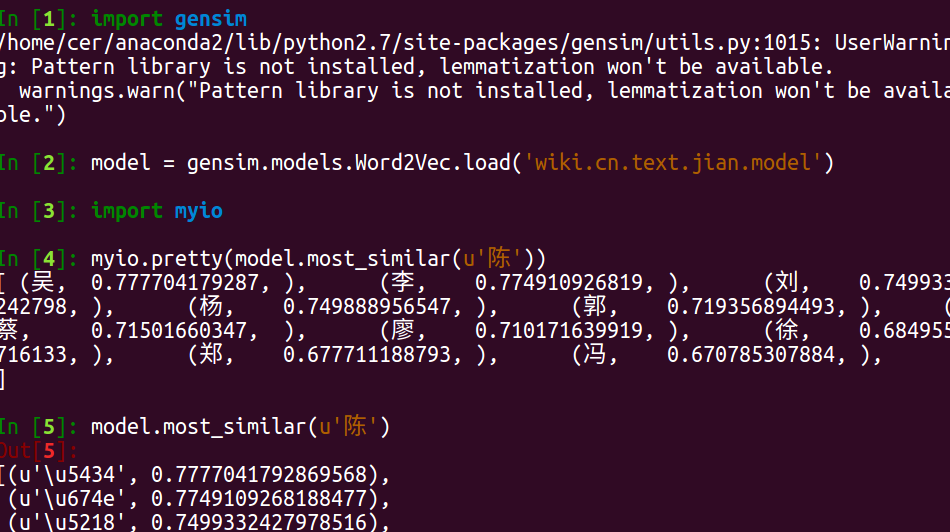 In [1]: import gensim
/home/cer/anaconda2/lib/python2.7/site-packages/gensim/utils.py:1015: UserWarnin
g: Pattern library is not installed, lemmatization won't be available.
warnings.warn("Pattern library is not installed, lemmatization won't be availa
ble.")
In [2]: model = gensim.models.Word2Vec.load('wiki.cn.text.jian.model')
In [3]: import myio
In [4]: myio.pretty(model.most_similar(u'陈'))
[ (吴, 0.777704179287, ), (李, 0.774910926819, ), (刘, 0.749933
242798, ), (杨, 0.749888956547, ), (郭, 0.719356894493, ), (
蔡, 0.71501660347, ), (廖, 0.710171639919, ), (徐, 0.684955
716133, ), (郑, 0.677711188793, ), (冯, 0.670785307884, ),
]
In [5]: model.most_similar(u'陈')
Out[5]:
[(u'\u5434', 0.7777041792869568),
(u'\u674e', 0.7749109268188477),
(u'\u5218', 0.7499332427978516),